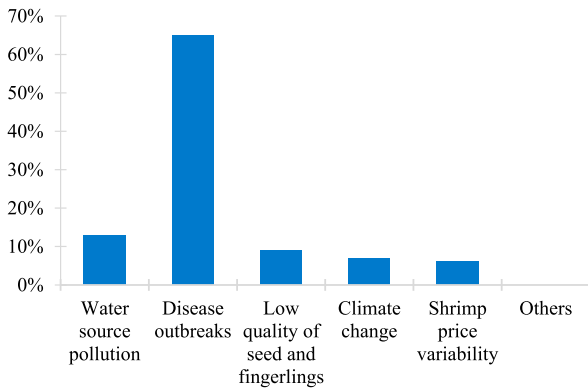 70%
60%
50%
40%
30%
20%
10%
0%
Water
source
pollution
Disease
outbreaks
Low
quality of
seed and
fingerlings
Climate
change
Shrimp
price
variability
Others